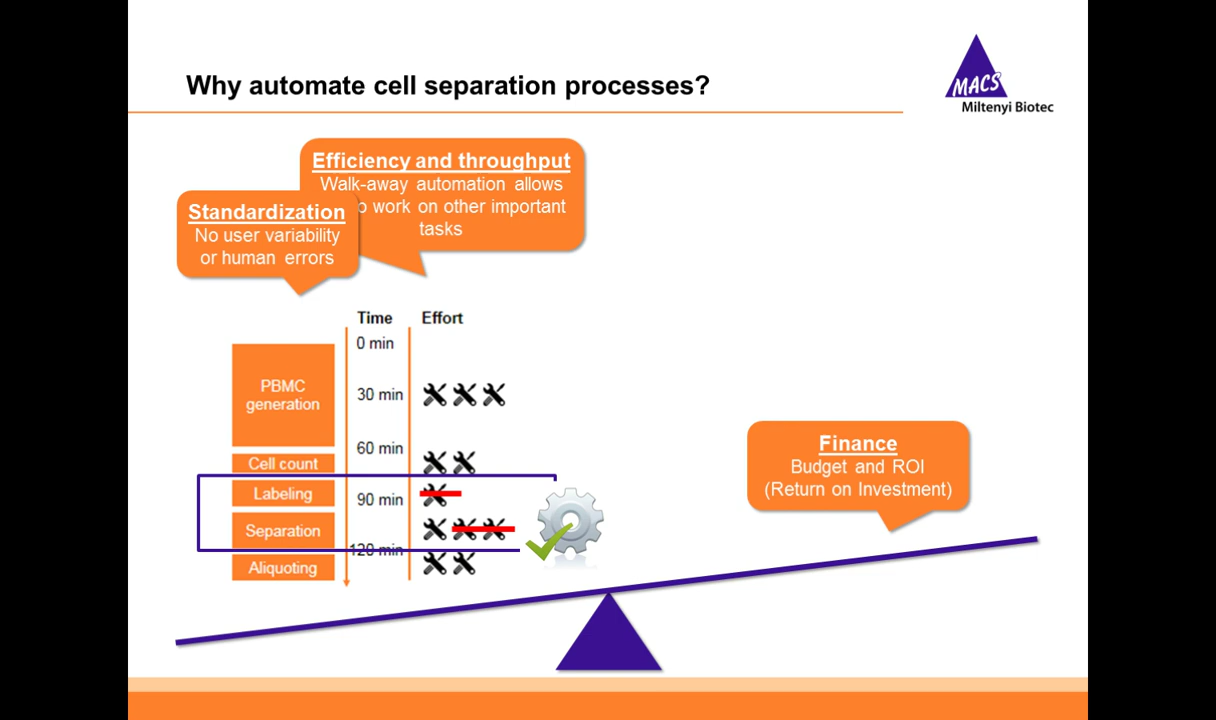 Why automate cell separation processes?
MACS
Miltenyi Biotec
Efficiency and throughput
Walk-away automation allows
work on other important
tasks
Standardization
No user variability
or human errors
Time
Effort
0 min
PBMC
generation
30 min
60 min
Cell count
Labeling
90 min
Separation
120 min
Aliquoting
Finance
Budget and ROI
(Return on Investment)